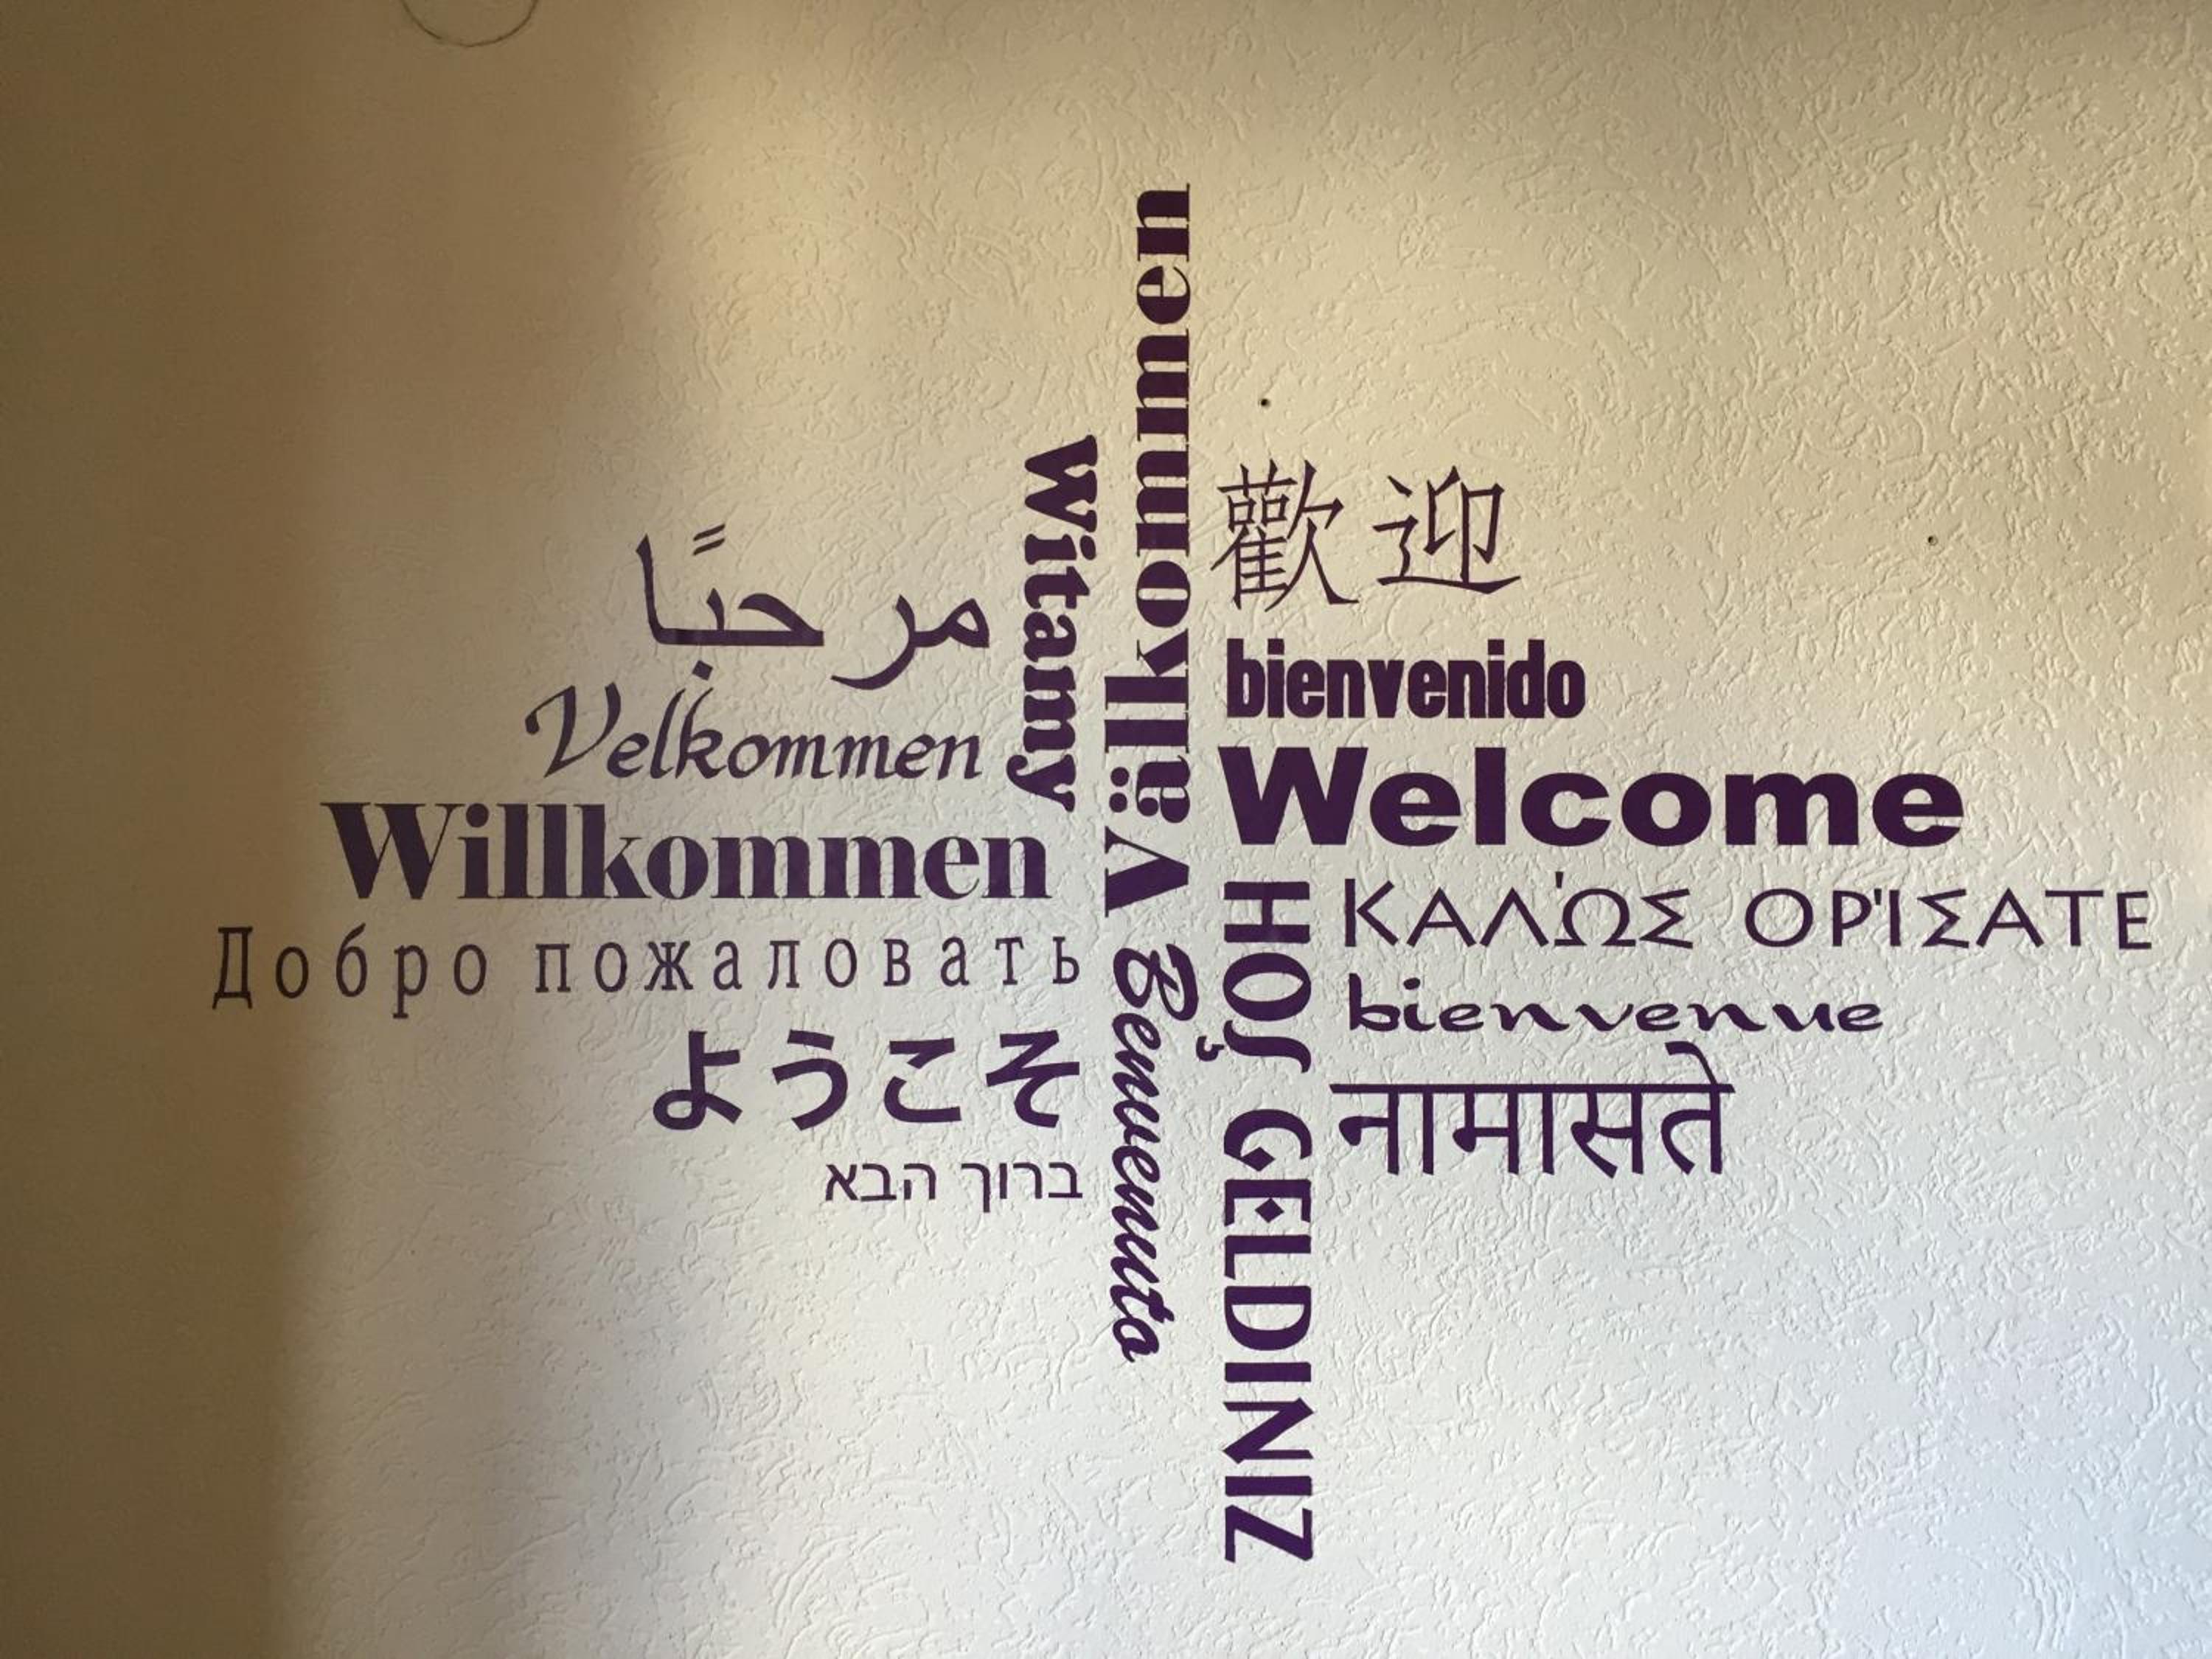 Välkommen
Witany
歡迎
مرحبًا
bienvenido
Velkommen
Welcome
Willkommen
ΚΑΛΏΣ ΟΡΊΣΑΤΕ
HOŞ GELDINIZ
Добро пожаловать
Benvenuto
bienvenue
ようこそ
नामासते
ברוך הבא